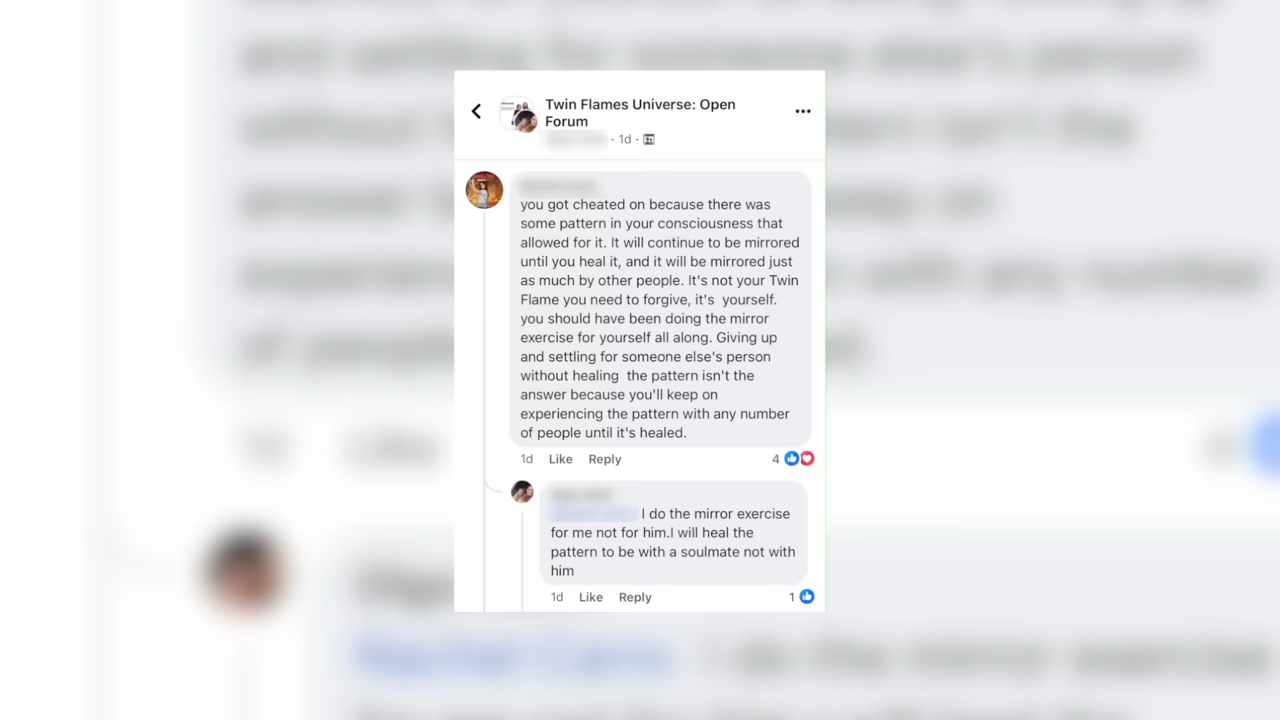 Twin Flames Universe: Open
Forum
· 1d ·
you got cheated on because there was
some pattern in your consciousness that
allowed for it. It will continue to be mirrored
until you heal it, and it will be mirrored just
as much by other people. It's not your Twin
Flame you need to forgive, it's  yourself.
you should have been doing the mirror
exercise for yourself all along. Giving up
and settling for someone else's person
without healing  the pattern isn't the
answer because you'll keep on
experiencing the pattern with any number
of people until it's healed.
1d Like Reply 4
I do the mirror exercise
for me not for him.I will heal the
pattern to be with a soulmate not with
him
1d Like Reply 1